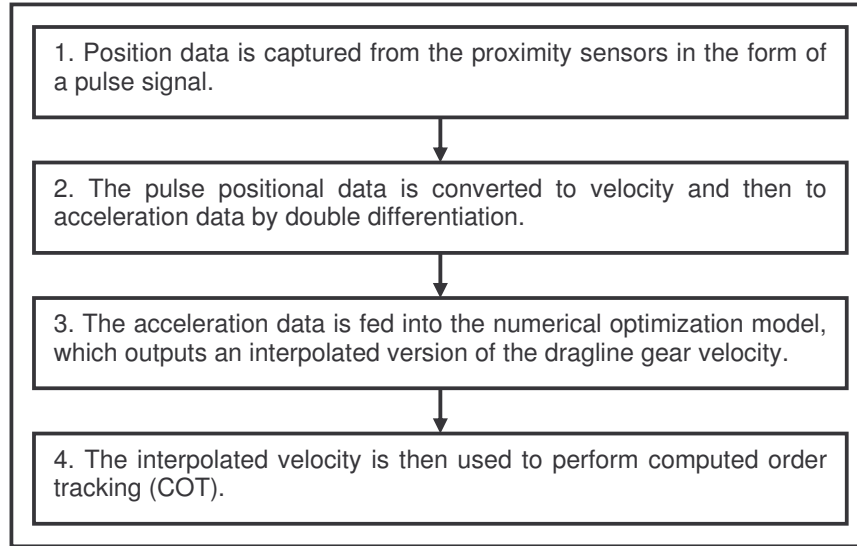 1. Position data is captured from the proximity sensors in the form of
a pulse signal.
2. The pulse positional data is converted to velocity and then to
acceleration data by double differentiation.
3. The acceleration data is fed into the numerical optimization model,
which outputs an interpolated version of the dragline gear velocity.
4. The interpolated velocity is then used to perform computed order
tracking (COT).